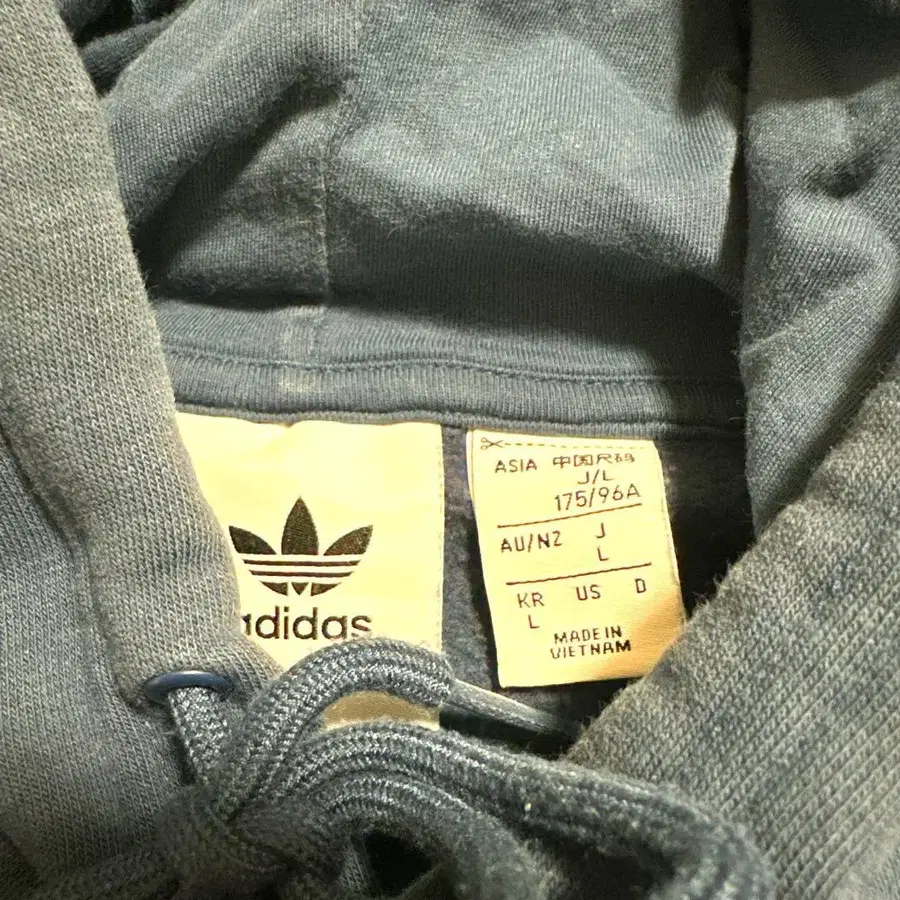 adidas
ASIA 中国尺码
J/L
175/96A
AU/NZ J
L
KR US D
L
MADE IN
VIETNAM